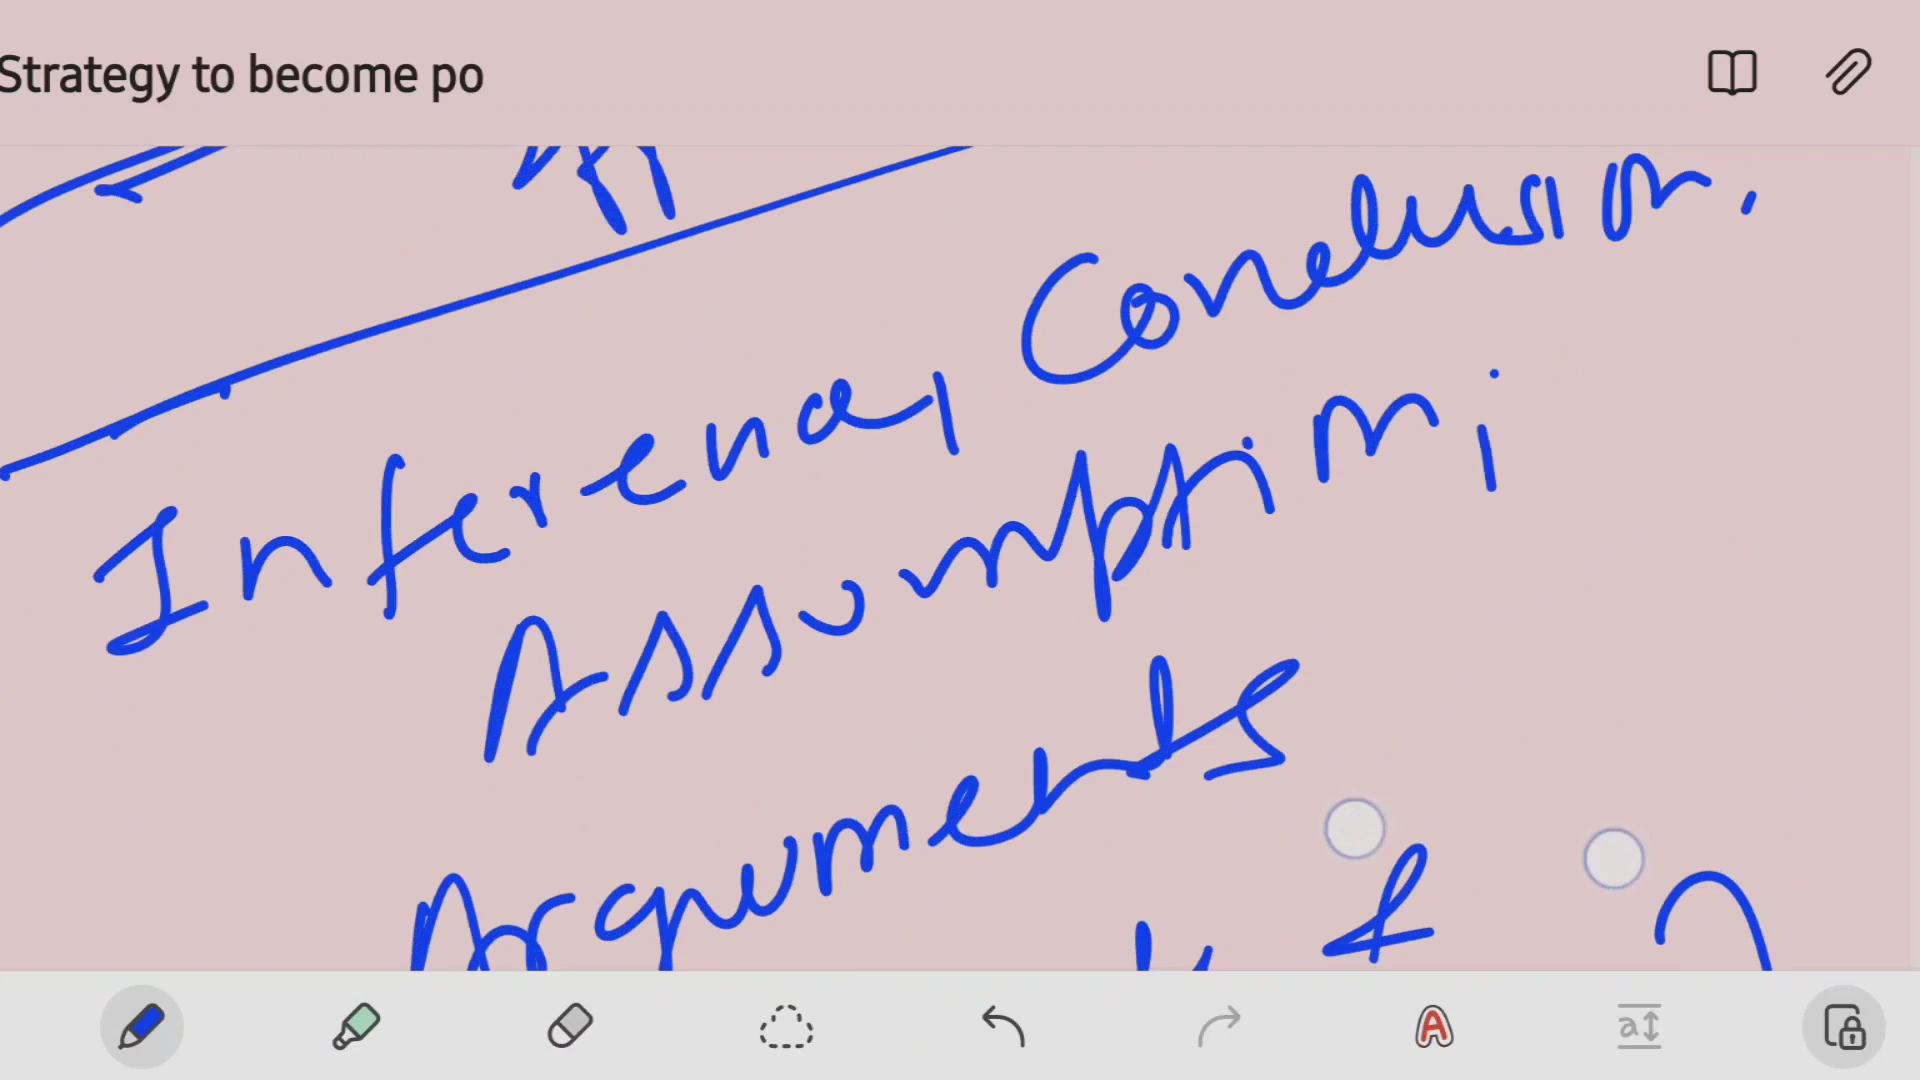 Strategy to become po
Inference, Conclusion.
Assumption,
Arguments